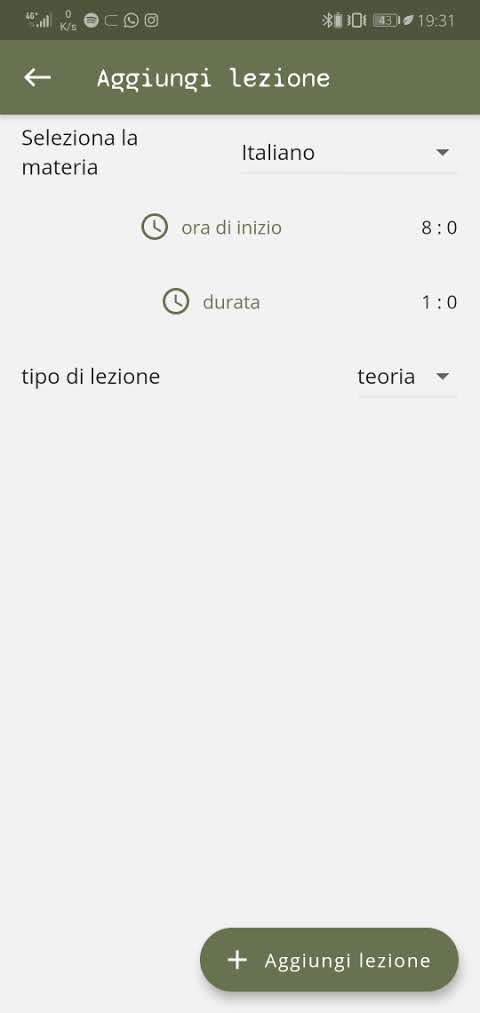 4G+ 0 K/s 43 19:31
Aggiungi lezione
Seleziona la
materia
Italiano
ora di inizio 8 : 0
durata 1 : 0
tipo di lezione teoria
+ Aggiungi lezione